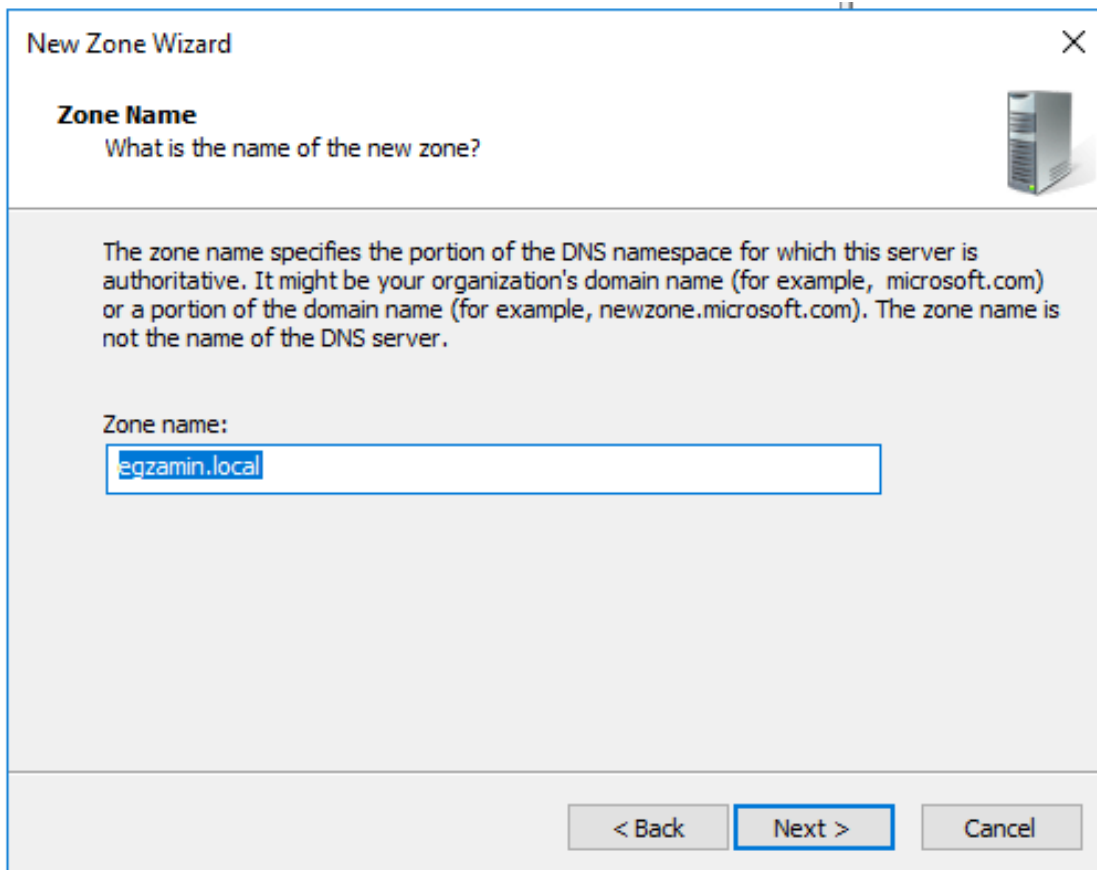 New Zone Wizard
Zone Name
What is the name of the new zone?
The zone name specifies the portion of the DNS namespace for which this server is
authoritative. It might be your organization's domain name (for example, microsoft.com)
or a portion of the domain name (for example, newzone.microsoft.com). The zone name is
not the name of the DNS server.
Zone name:
egzamin.local
< Back
Next >
Cancel